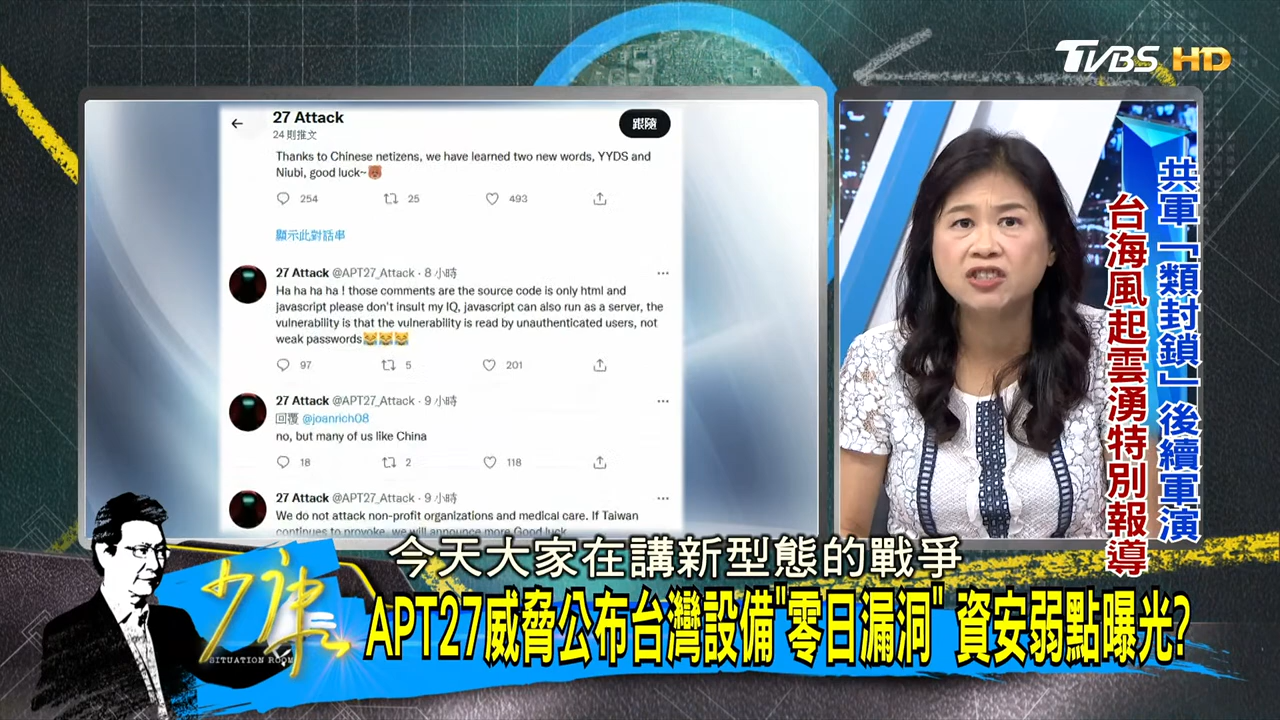 TVBS HD
27 Attack
24 則推文
跟隨
Thanks to Chinese netizens, we have learned two new words, YYDS and
Niubi, good luck~
254
25
493
顯示此對話串
27 Attack @APT27_Attack · 8 小時
Ha ha ha ha ! those comments are the source code is only html and
javascript please don't insult my IQ, javascript can also run as a server, the
vulnerability is that the vulnerability is read by unauthenticated users, not
weak passwords
97
5
201
27 Attack @APT27_Attack · 9 小時
回覆 @joanrich08
no, but many of us like China
18
2
118
27 Attack @APT27_Attack · 9 小時
We do not attack non-profit organizations and medical care. If Taiwan
continues to provoke, we will announce more Good luck
共軍「類封鎖」後續軍演
台海風起雲湧特別報導
今天大家在講新型態的戰爭
少康
SITUATION ROOM
APT27威脅公布台灣設備"零日漏洞" 資安弱點曝光?